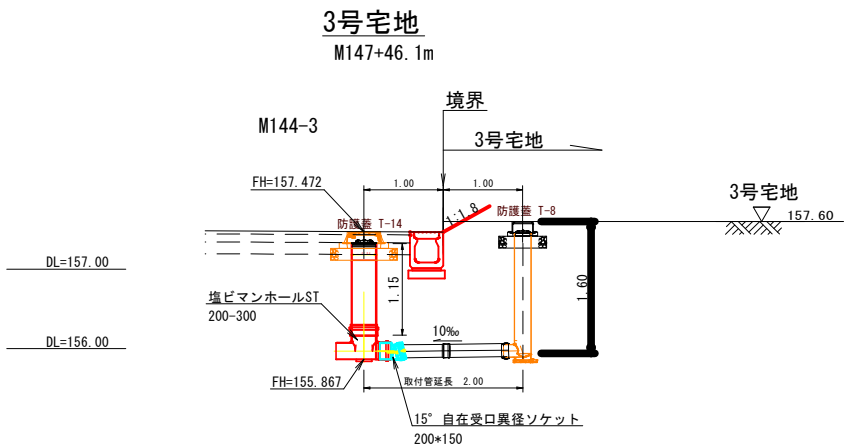 3号宅地
M147+46.1m
境界
M144-3
3号宅地
FH=157.472
1.00
1.00
1:1.8
3号宅地
防護蓋 T-14
防護蓋 T-8
157.60
DL=157.00
1.15
1.60
塩ビマンホールST
200-300
10‰
DL=156.00
FH=155.867
取付管延長 2.00
15° 自在受口異径ソケット
200*150